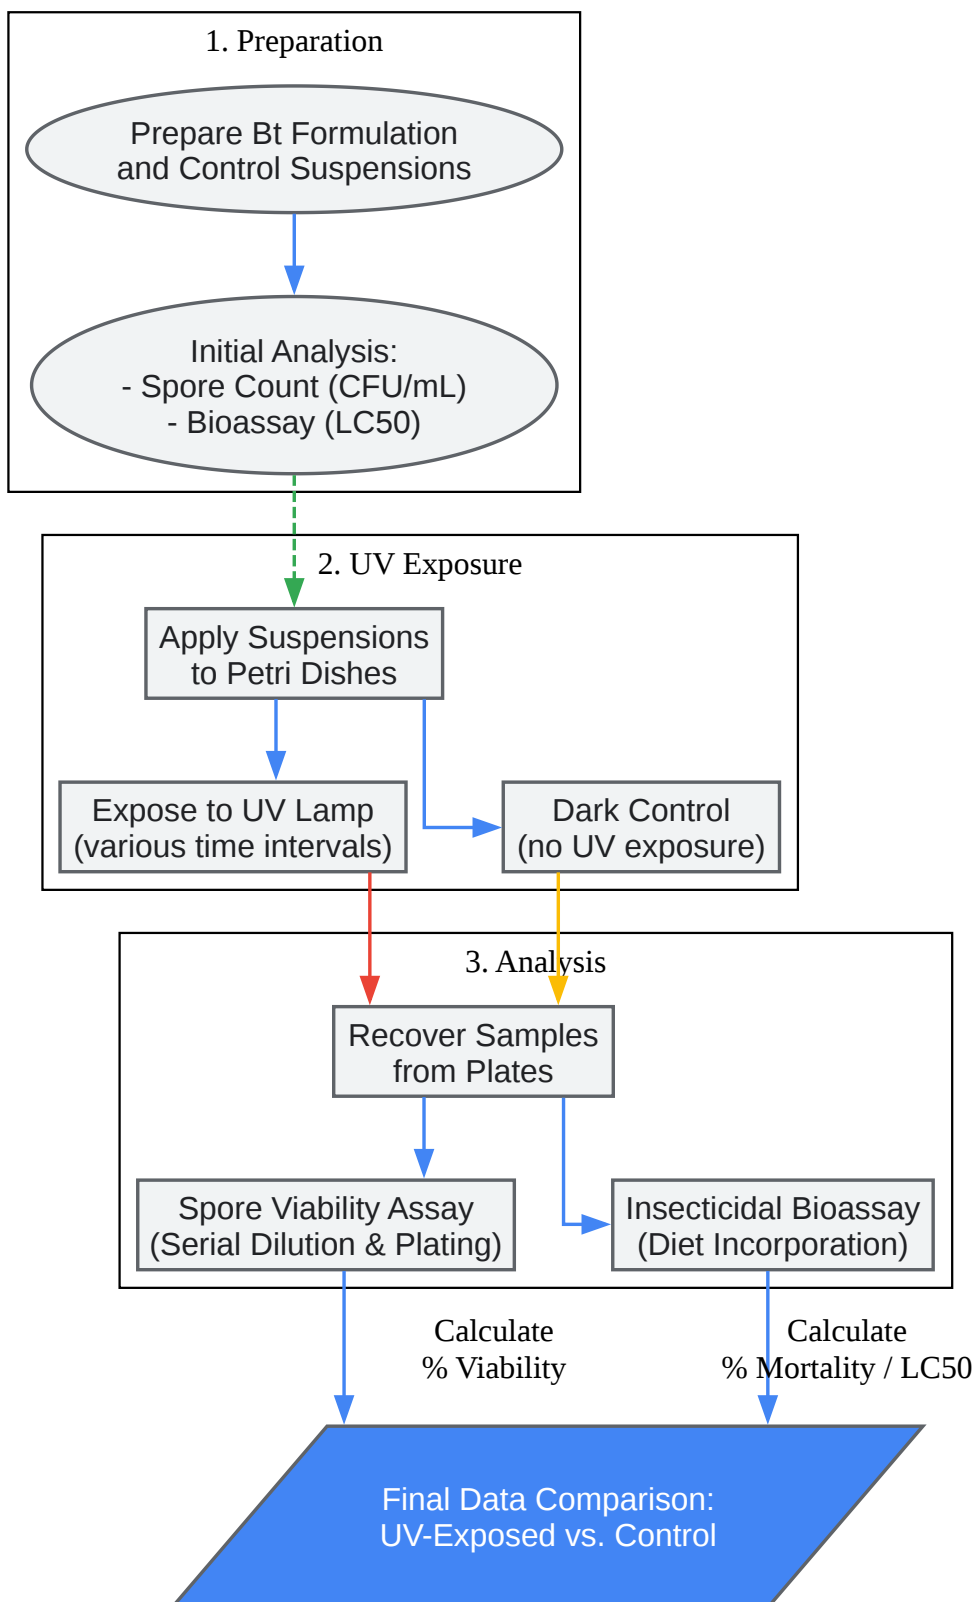 1. Preparation
Prepare Bt Formulation
and Control Suspensions
Initial Analysis:
- Spore Count (CFU/mL)
- Bioassay (LC50)
2. UV Exposure
Apply Suspensions
to Petri Dishes
Expose to UV Lamp
(various time intervals)
Dark Control
(no UV exposure)
3. Analysis
Recover Samples
from Plates
Spore Viability Assay
(Serial Dilution & Plating)
Insecticidal Bioassay
(Diet Incorporation)
Calculate
% Viability
Calculate
% Mortality / LC50
Final Data Comparison:
UV-Exposed vs. Control